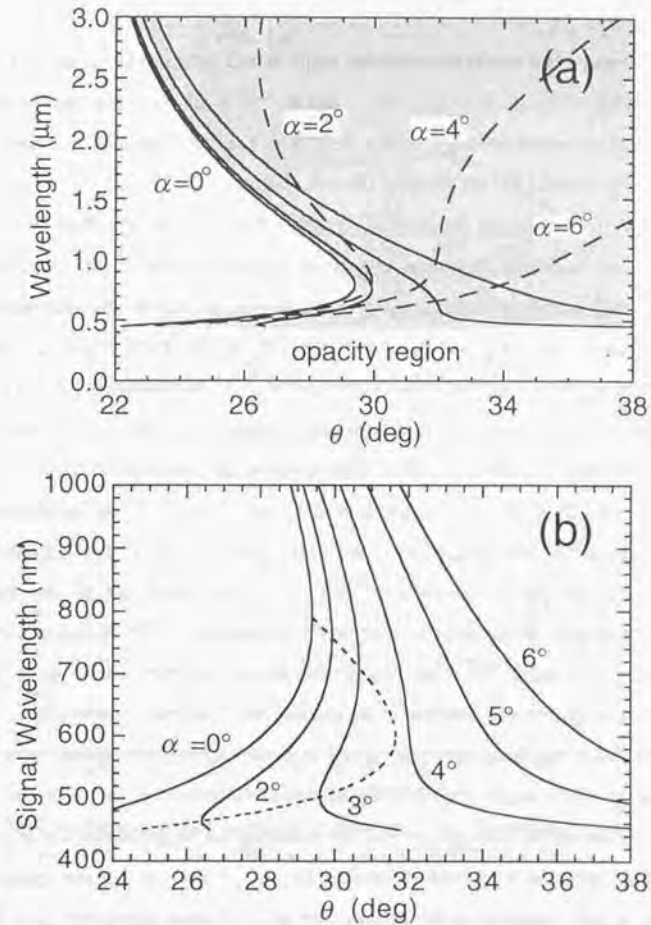 3.0
2.5
2.0
1.5
1.0
0.5
0.0
Wavelength (μm)
(a)
α=2°
α=4°
α=0°
α=6°
opacity region
22 26 30 34 38
θ (deg)
1000
900
800
700
600
500
400
Signal Wavelength (nm)
(b)
6°
α=0°
5°
2°
3°
4°
24 26 28 30 32 34 36 38
θ (deg)